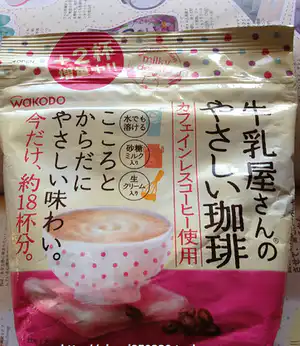 +2杯
milk
WAKODO
牛乳屋さんの
やさしい珈琲
カフェインレスコーヒー使用
水でも
溶ける
砂糖
ミルク
入り
生
クリーム
入り
こころと
からだに
やさしい味わい。
今だけ、約18杯分。